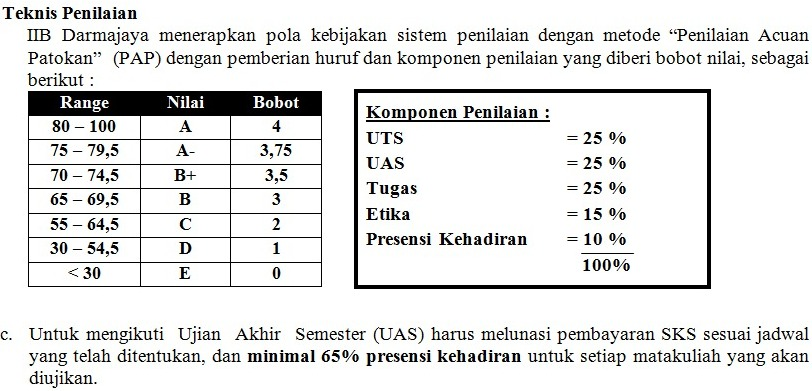 Teknis Penilaian
IIB Darmajaya menerapkan pola kebijakan sistem penilaian dengan metode “Penilaian Acuan
Patokan” (PAP) dengan pemberian huruf dan komponen penilaian yang diberi bobot nilai, sebagai
berikut :
Range Nilai Bobot
80 – 100 A 4
75 – 79,5 A- 3,75
70 – 74,5 B+ 3,5
65 – 69,5 B 3
55 – 64,5 C 2
30 – 54,5 D 1
< 30 E 0
Komponen Penilaian :
UTS = 25 %
UAS = 25 %
Tugas = 25 %
Etika = 15 %
Presensi Kehadiran = 10 %
100%
c. Untuk mengikuti Ujian Akhir Semester (UAS) harus melunasi pembayaran SKS sesuai jadwal
yang telah ditentukan, dan minimal 65% presensi kehadiran untuk setiap matakuliah yang akan
diujikan.